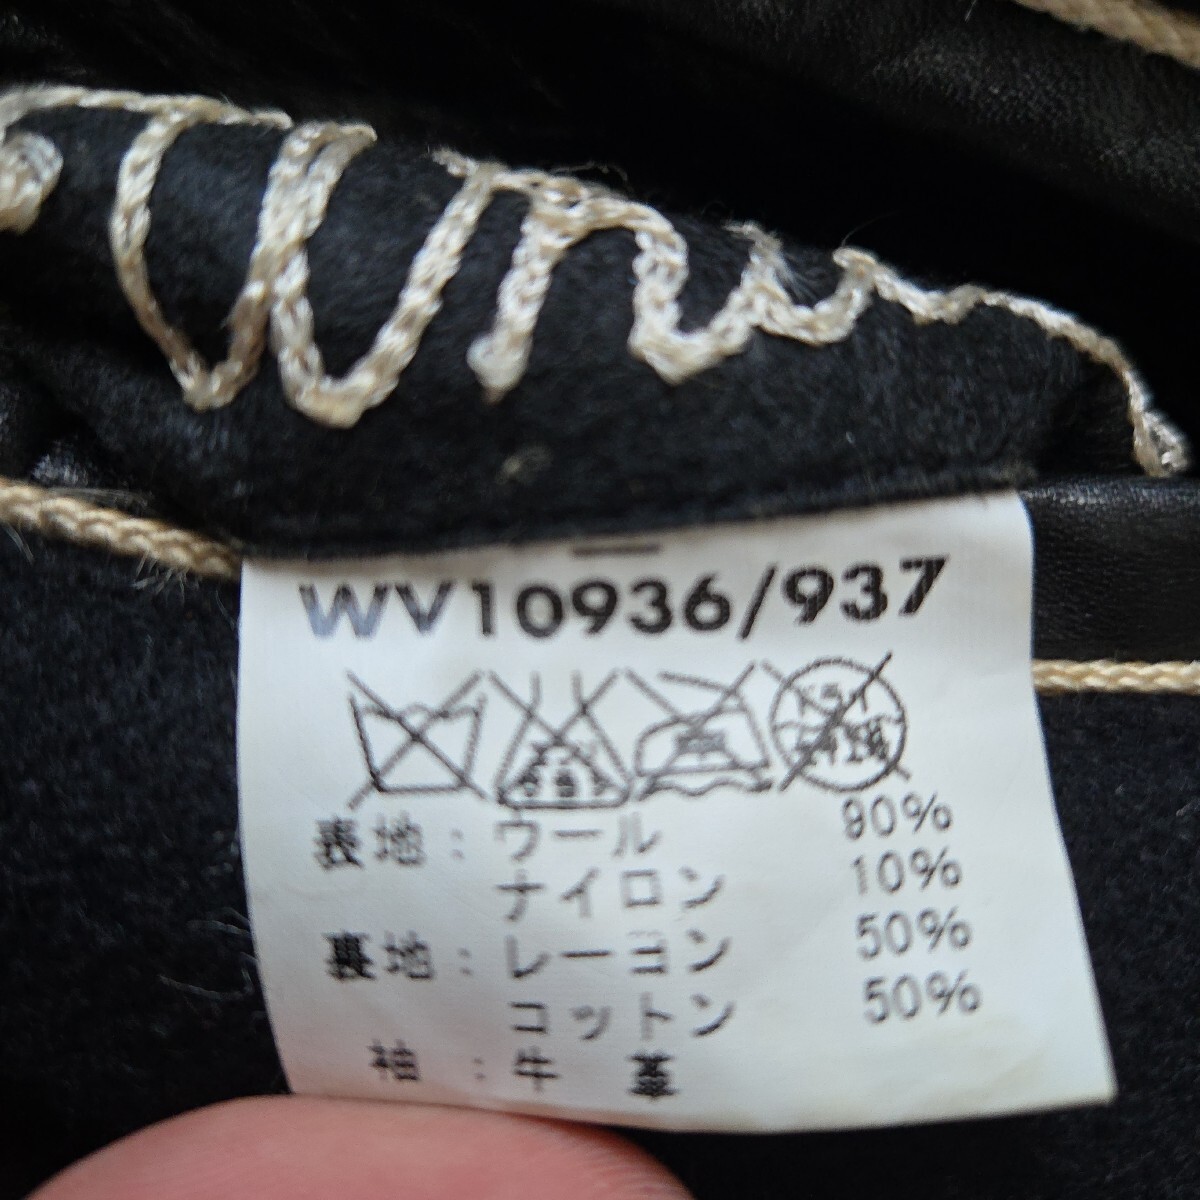 WV10936/937
表地：ウール 90%
ナイロン 10%
裏地：レーヨン 50%
コットン 50%
袖：牛革